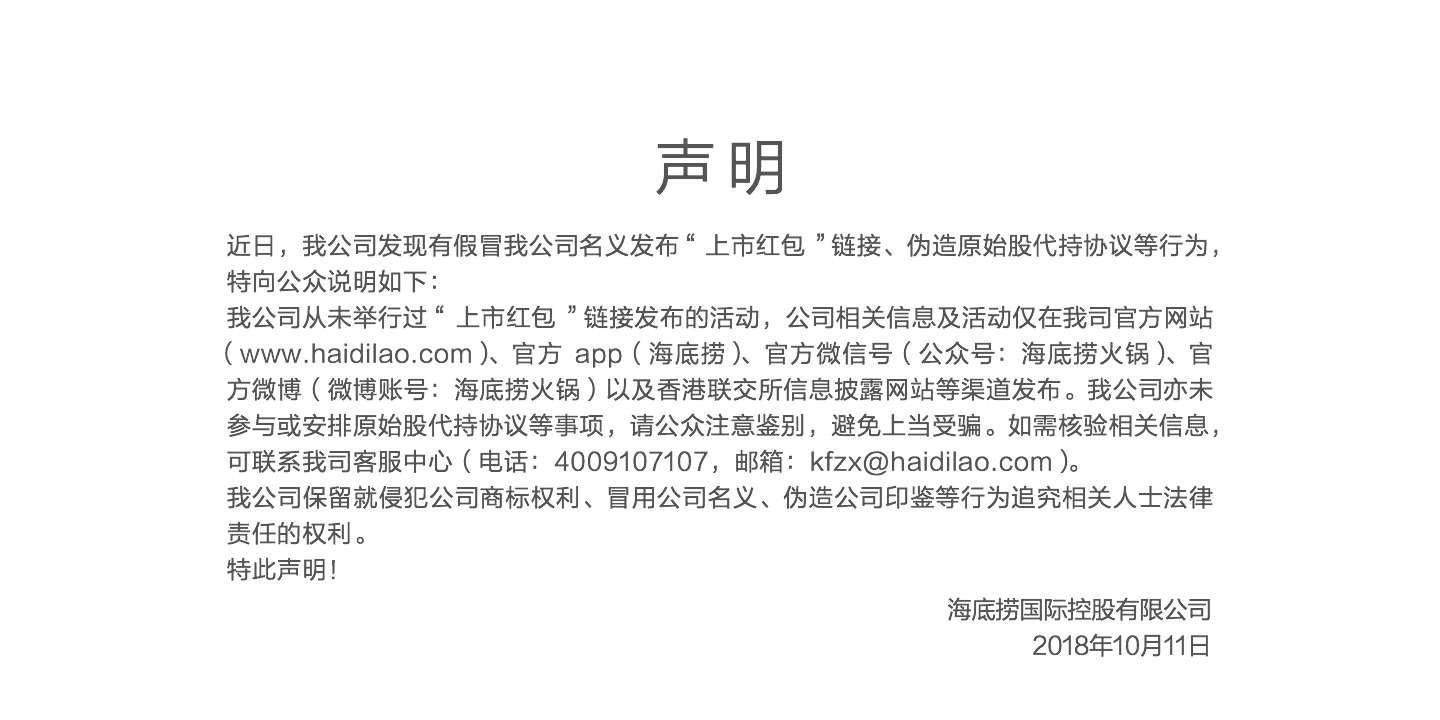 声明
近日，我公司发现有假冒我公司名义发布“上市红包”链接、伪造原始股代持协议等行为，
特向公众说明如下：
我公司从未举行过“上市红包”链接发布的活动，公司相关信息及活动仅在我司官方网站
（www.haidilao.com）、官方 app（海底捞）、官方微信号（公众号：海底捞火锅）、官
方微博（微博账号：海底捞火锅）以及香港联交所信息披露网站等渠道发布。我公司亦未
参与或安排原始股代持协议等事项，请公众注意鉴别，避免上当受骗。如需核验相关信息，
可联系我司客服中心（电话：4009107107，邮箱：kfzx@haidilao.com）。
我公司保留就侵犯公司商标权利、冒用公司名义、伪造公司印鉴等行为追究相关人士法律
责任的权利。
特此声明！
海底捞国际控股有限公司
2018年10月11日